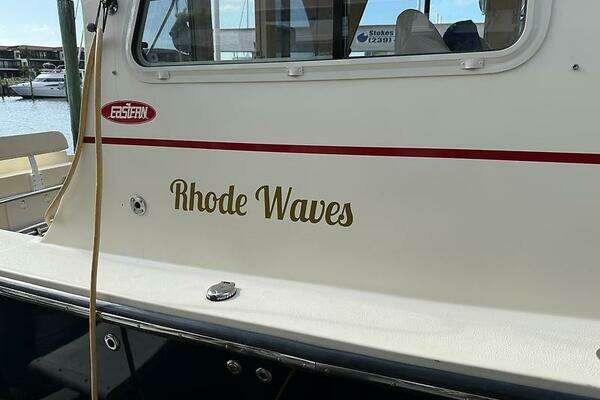 Stokes
(239)
EASTERN
Rhode Waves